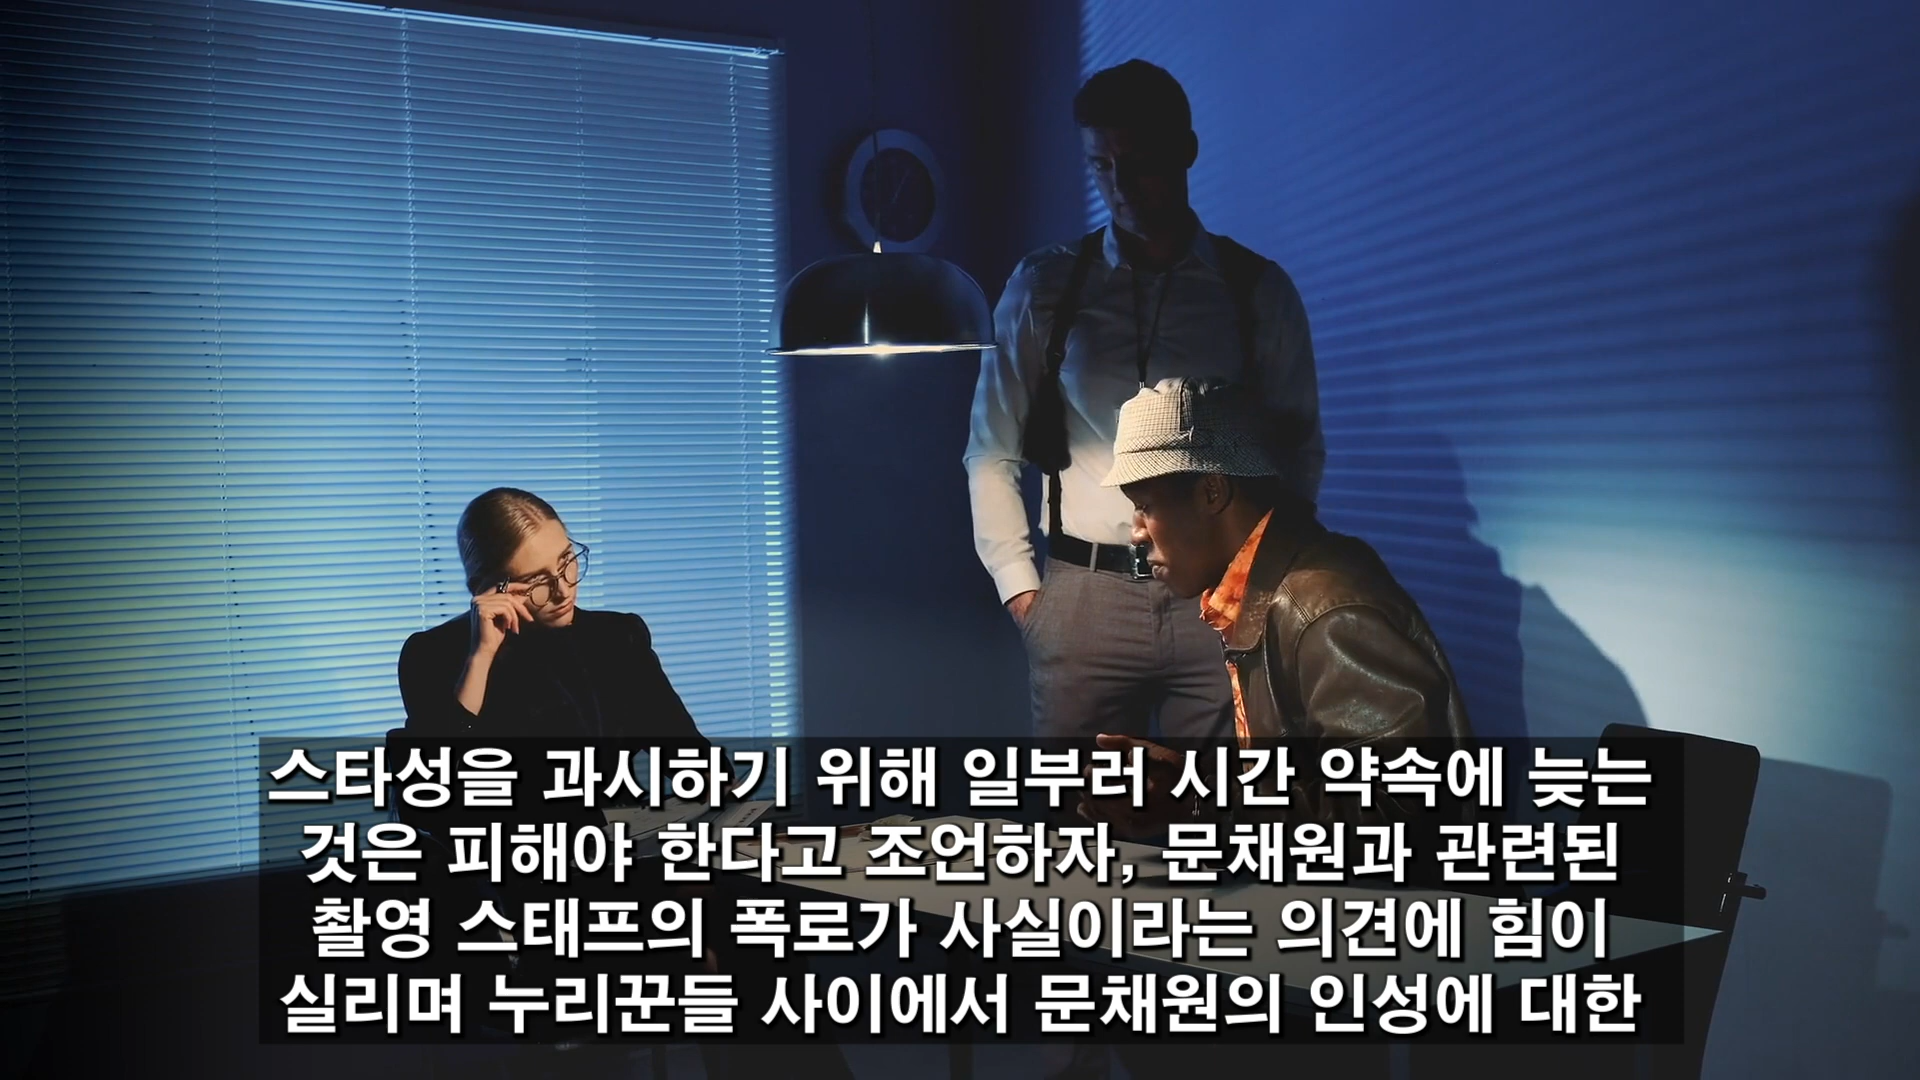 스타성을 과시하기 위해 일부러 시간 약속에 늦는
것은 피해야 한다고 조언하자, 문채원과 관련된
촬영 스태프의 폭로가 사실이라는 의견에 힘이
실리며 누리꾼들 사이에서 문채원의 인성에 대한